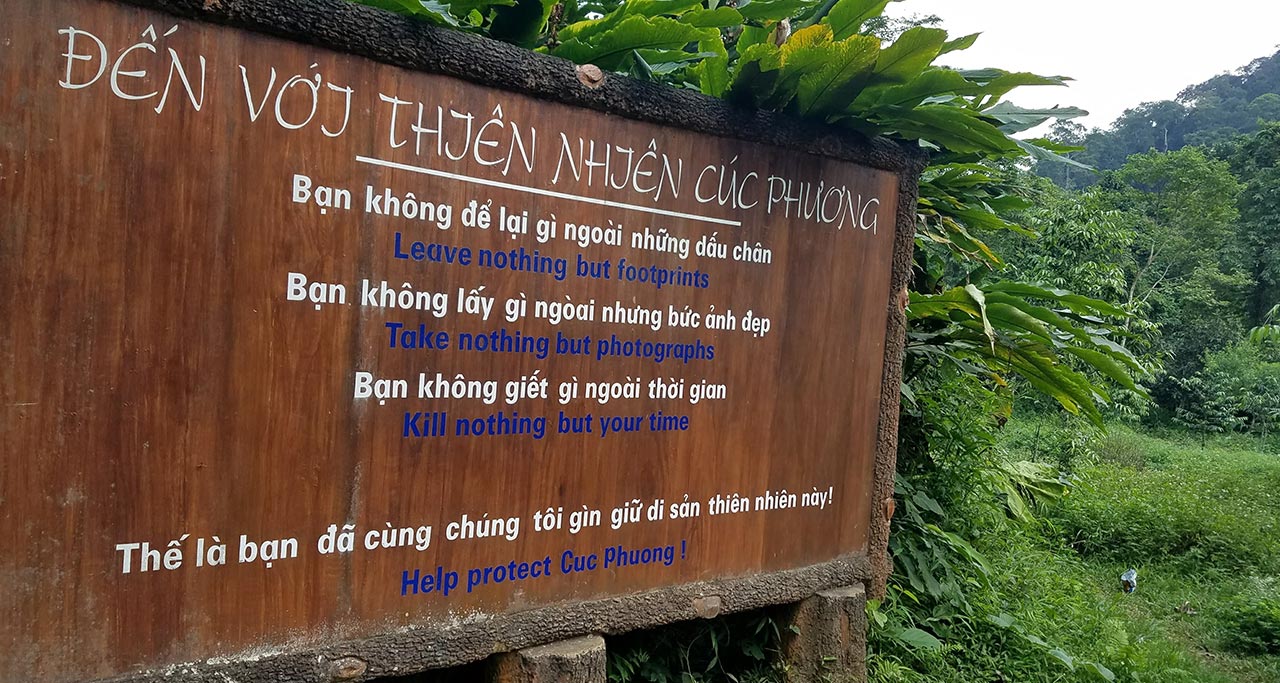 ĐẾN VỚI THIÊN NHIÊN CÚC PHƯƠNG
Bạn không để lại gì ngoài những dấu chân
Leave nothing but footprints
Bạn không lấy gì ngòai nhưng bức ảnh đẹp
Take nothing but photographs
Bạn không giết gì ngoài thời gian
Kill nothing but your time
Thế là bạn đã cùng chúng tôi gìn giữ di sản thiên nhiên này!
Help protect Cuc Phuong !